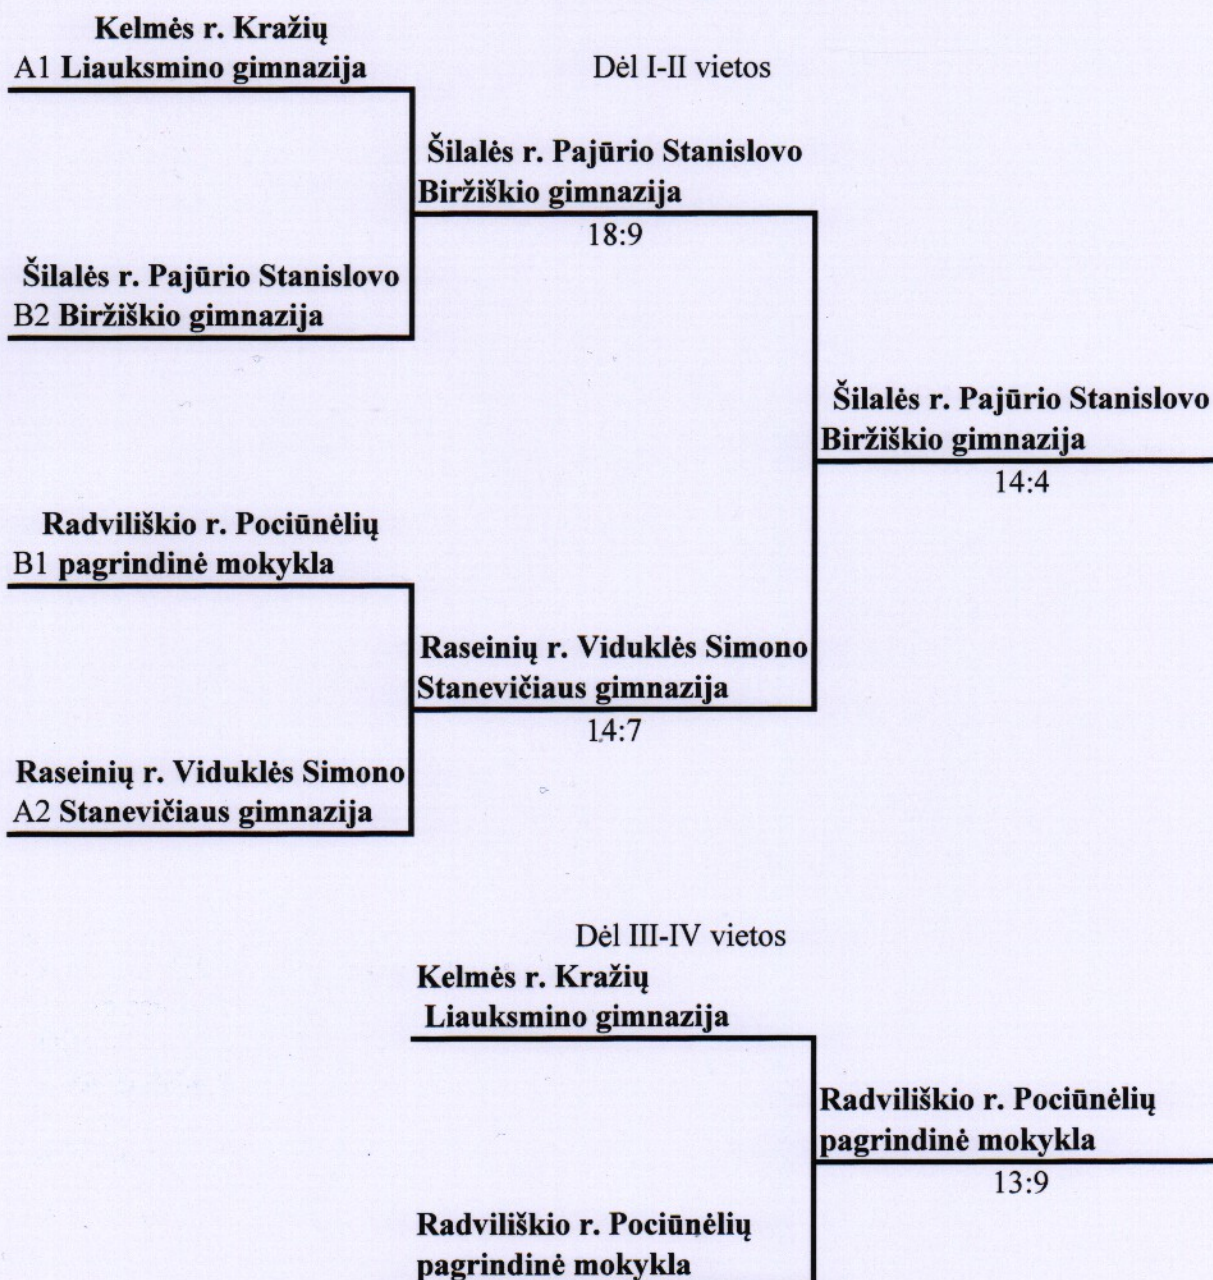 Kelmės r. Kražių
A1 Liauksmino gimnazija
Dėl I-II vietos
Šilalės r. Pajūrio Stanislovo
Biržiškio gimnazija
18:9
Šilalės r. Pajūrio Stanislovo
B2 Biržiškio gimnazija
Šilalės r. Pajūrio Stanislovo
Biržiškio gimnazija
14:4
Radviliškio r. Pociūnėlių
B1 pagrindinė mokykla
Raseinių r. Viduklės Simono
Stanevičiaus gimnazija
14:7
Raseinių r. Viduklės Simono
A2 Stanevičiaus gimnazija
Dėl III-IV vietos
Kelmės r. Kražių
Liauksmino gimnazija
Radviliškio r. Pociūnėlių
pagrindinė mokykla
13:9
Radviliškio r. Pociūnėlių
pagrindinė mokykla